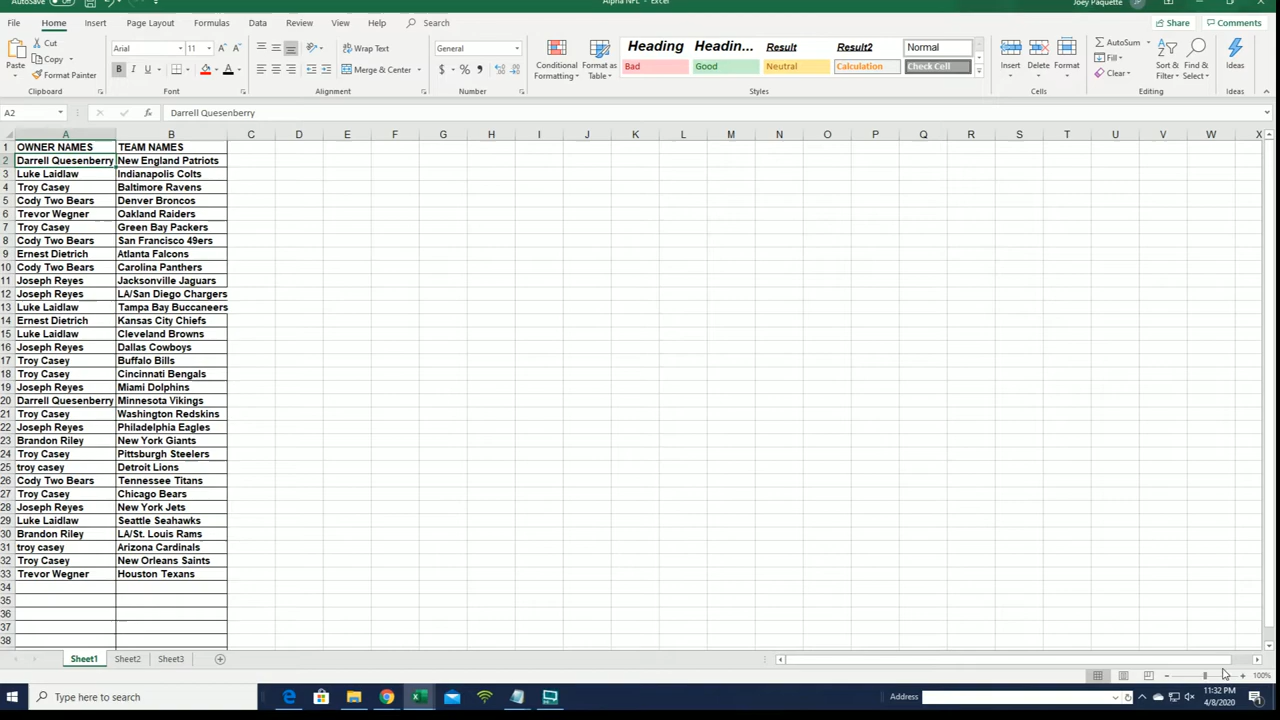 Alpha NFL - Excel
Joey Paquette JP
File Home Insert Page Layout Formulas Data Review View Help Search Share Comments
Paste Cut Copy Format Painter Clipboard
Arial 11 Font
Wrap Text Merge & Center Alignment
General Number
Conditional Formatting Format as Table
Heading Headin... Result Result2 Normal
Bad Good Neutral Calculation Check Cell
Styles
Insert Delete Format Cells
AutoSum Fill Clear Sort & Filter Find & Select Editing
Ideas Ideas
A2 fx Darrell Quesenberry
A B C D E F G H I J K L M N O P Q R S T U V W X
1 OWNER NAMES TEAM NAMES
2 Darrell Quesenberry New England Patriots
3 Luke Laidlaw Indianapolis Colts
4 Troy Casey Baltimore Ravens
5 Cody Two Bears Denver Broncos
6 Trevor Wegner Oakland Raiders
7 Troy Casey Green Bay Packers
8 Cody Two Bears San Francisco 49ers
9 Ernest Dietrich Atlanta Falcons
10 Cody Two Bears Carolina Panthers
11 Joseph Reyes Jacksonville Jaguars
12 Joseph Reyes LA/San Diego Chargers
13 Luke Laidlaw Tampa Bay Buccaneers
14 Ernest Dietrich Kansas City Chiefs
15 Luke Laidlaw Cleveland Browns
16 Joseph Reyes Dallas Cowboys
17 Troy Casey Buffalo Bills
18 Troy Casey Cincinnati Bengals
19 Joseph Reyes Miami Dolphins
20 Darrell Quesenberry Minnesota Vikings
21 Troy Casey Washington Redskins
22 Joseph Reyes Philadelphia Eagles
23 Brandon Riley New York Giants
24 Troy Casey Pittsburgh Steelers
25 troy casey Detroit Lions
26 Cody Two Bears Tennessee Titans
27 Troy Casey Chicago Bears
28 Joseph Reyes New York Jets
29 Luke Laidlaw Seattle Seahawks
30 Brandon Riley LA/St. Louis Rams
31 troy casey Arizona Cardinals
32 Troy Casey New Orleans Saints
33 Trevor Wegner Houston Texans
34
35
36
37
38
Sheet1 Sheet2 Sheet3
100%
Type here to search
Address
11:32 PM
4/8/2020